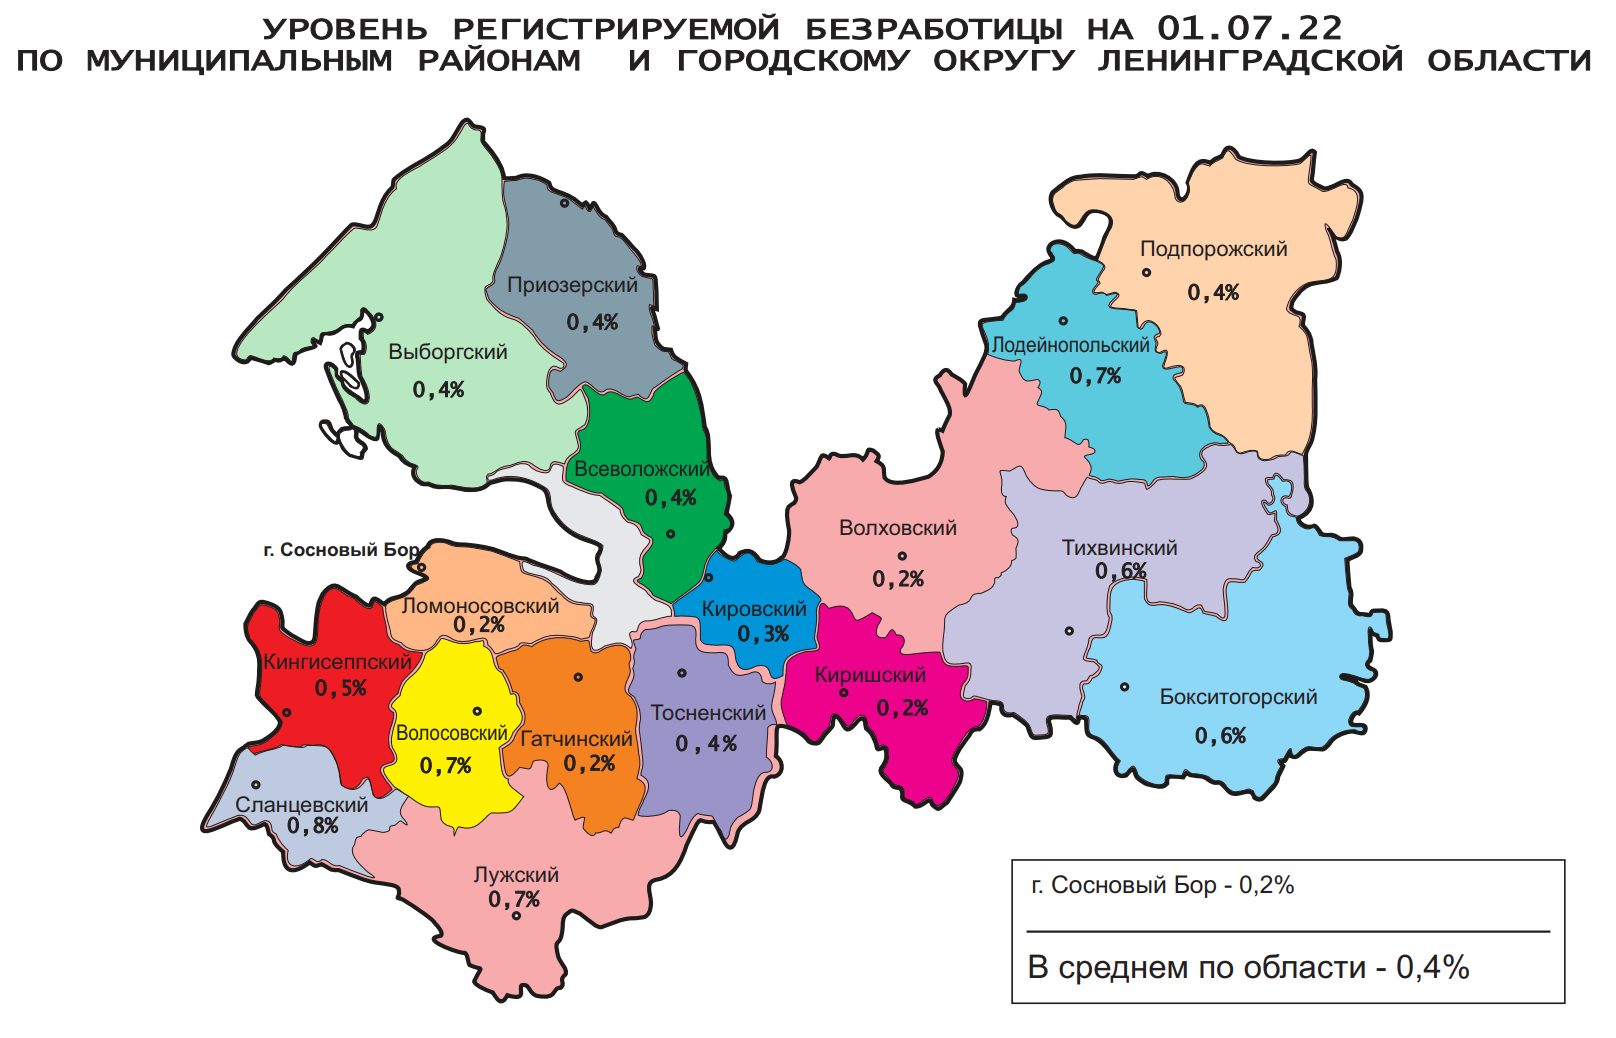 УРОВЕНЬ РЕГИСТРИРУЕМОЙ БЕЗРАБОТИЦЫ НА 01.07.22
ПО МУНИЦИПАЛЬНЫМ РАЙОНАМ И ГОРОДСКОМУ ОКРУГУ ЛЕНИНГРАДСКОЙ ОБЛАСТИ
Подпорожский
0,4%
Приозерский
0,4%
Лодейнопольский
0,7%
Выборгский
0,4%
Всеволожский
0,4%
Волховский
0,2%
Тихвинский
0,6%
г. Сосновый Бор
Ломоносовский
0,2%
Кировский
0,3%
Кингисеппский
0,5%
Киришский
0,2%
Бокситогорский
0,6%
Тосненский
0,4%
Волосовский
0,7%
Гатчинский
0,2%
Сланцевский
0,8%
Лужский
0,7%
г. Сосновый Бор - 0,2%
В среднем по области - 0,4%